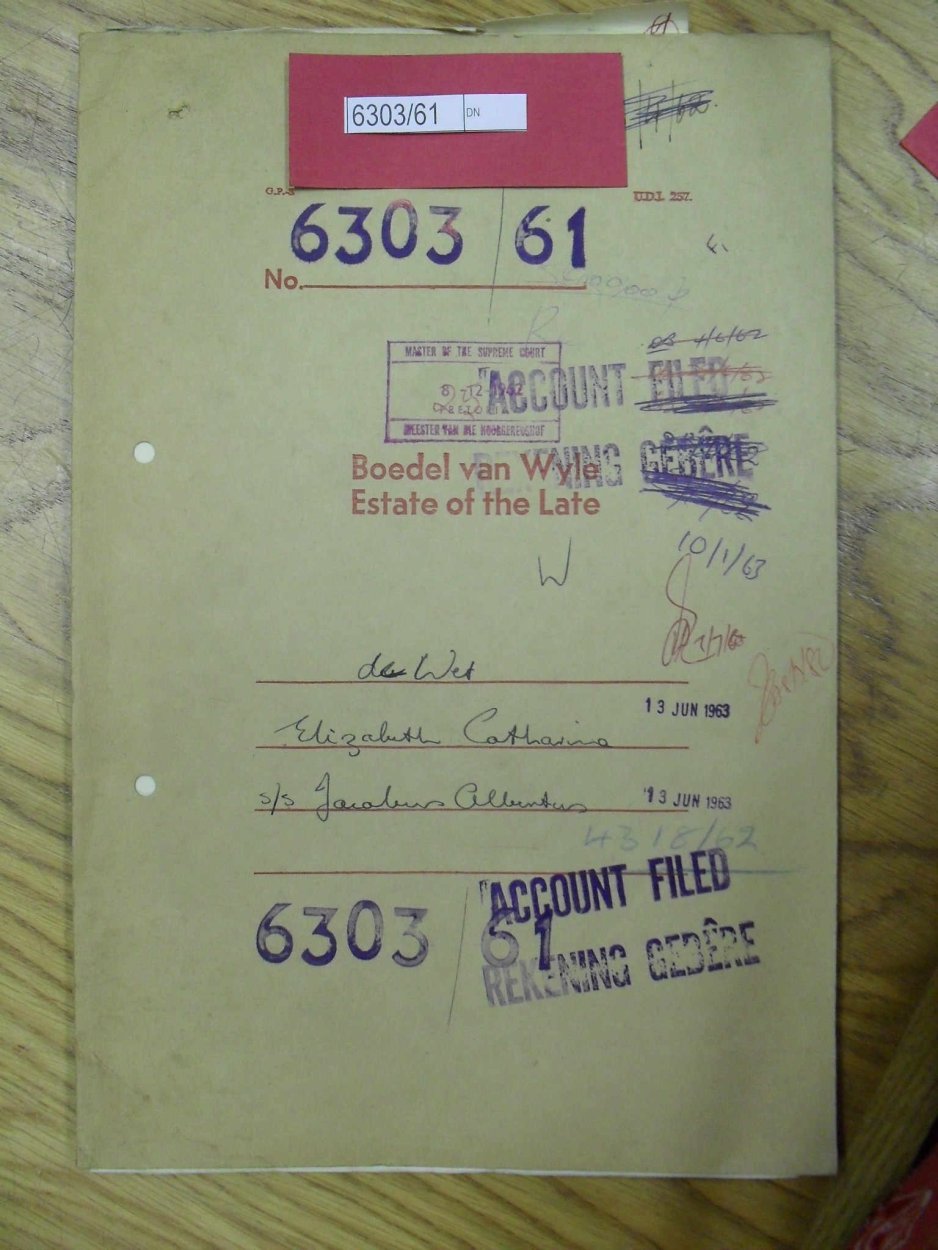 6303/61 DN
G.P.-S U.D.J. 257.
6303/61
No.
MASTER OF THE SUPREME COURT
MEESTER VAN DIE HOOGGEREGSHOF
"ACCOUNT FILED
REKENING GEDÊRE
Boedel van Wyle
Estate of the Late
W
10/1/63
de Wet
13 JUN 1963
Elizabeth Catharina
s/s Jacobus Albertus
13 JUN 1963
4318/62
"ACCOUNT FILED
6303/61
REKENING GEDÊRE